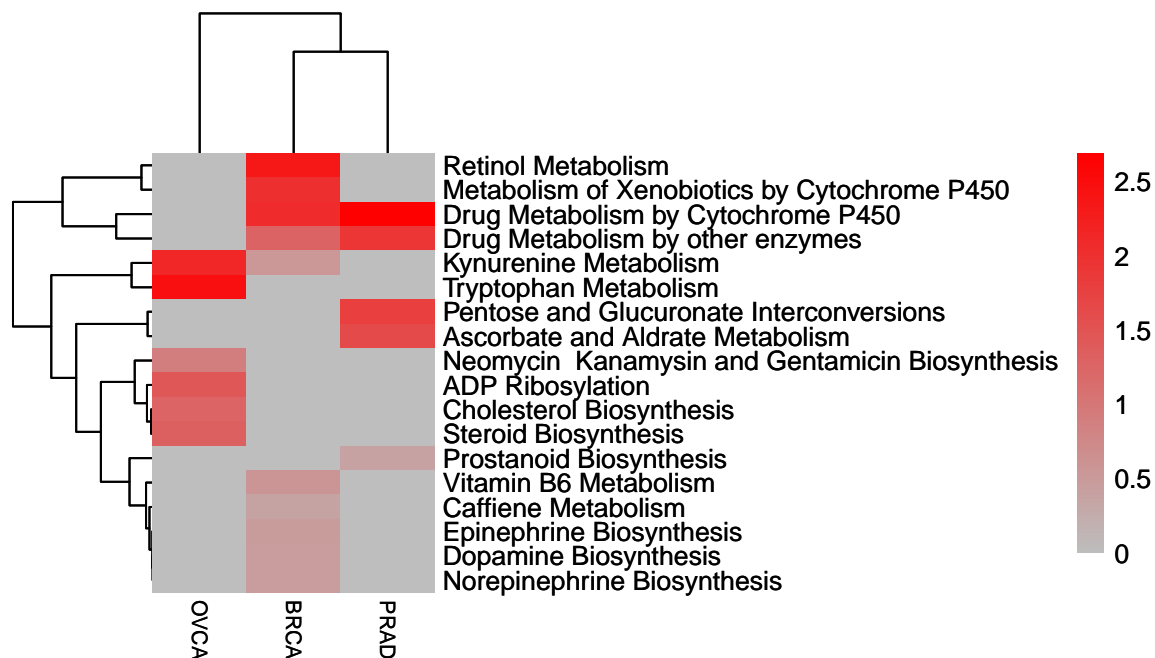 Retinol Metabolism
Metabolism of Xenobiotics by Cytochrome P450
Drug Metabolism by Cytochrome P450
Drug Metabolism by other enzymes
Kynurenine Metabolism
Tryptophan Metabolism
Pentose and Glucuronate Interconversions
Ascorbate and Aldrate Metabolism
Neomycin  Kanamysin and Gentamicin Biosynthesis
ADP Ribosylation
Cholesterol Biosynthesis
Steroid Biosynthesis
Prostanoid Biosynthesis
Vitamin B6 Metabolism
Caffiene Metabolism
Epinephrine Biosynthesis
Dopamine Biosynthesis
Norepinephrine Biosynthesis
OVCA
BRCA
PRAD
2.5
2
1.5
1
0.5
0